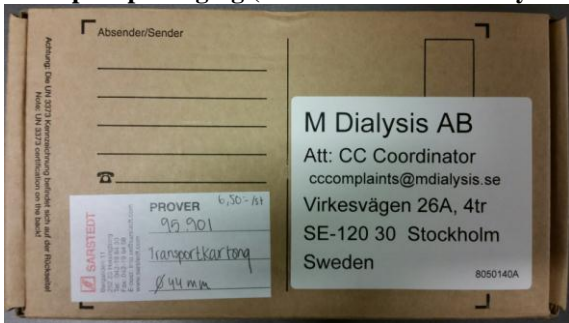 Absender/Sender
Achtung: Die UN 3373 Kennzeichnung befindet sich auf der Rückseite!
Note: UN 3373 certification on the back!
M Dialysis AB
Att: CC Coordinator
cccomplaints@mdialysis.se
Virkesvägen 26A, 4tr
SE-120 30 Stockholm
Sweden
8050140A
SARSTEDT
PROVER
6,50:-/st
95.901
Transportkartong
Ø 44 mm